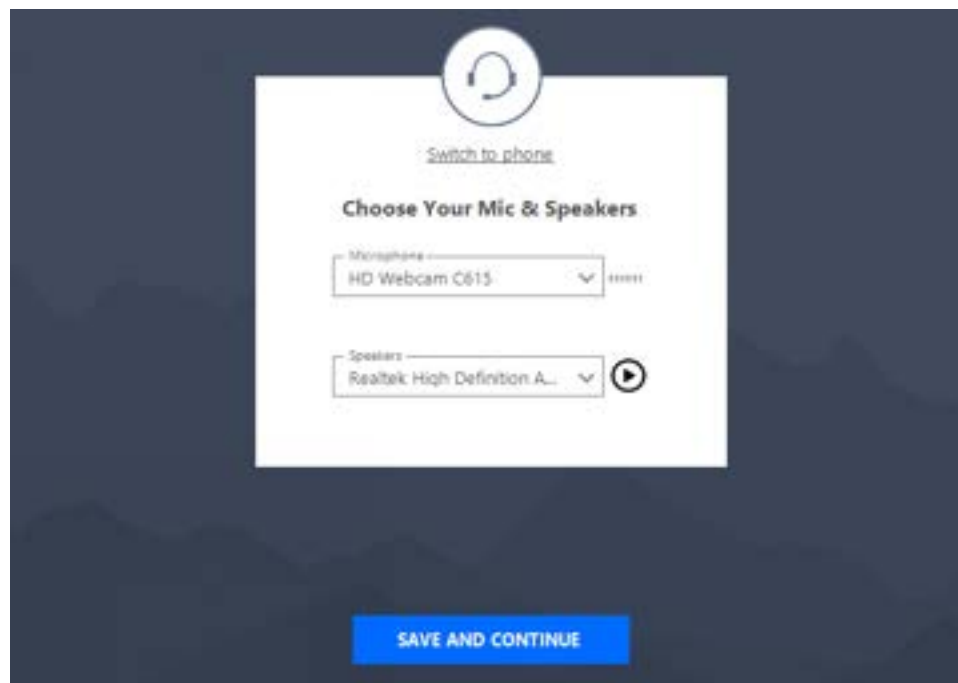 Switch to phone
Choose Your Mic & Speakers
Microphone
HD Webcam C615
Speakers
Realtek High Definition A...
SAVE AND CONTINUE